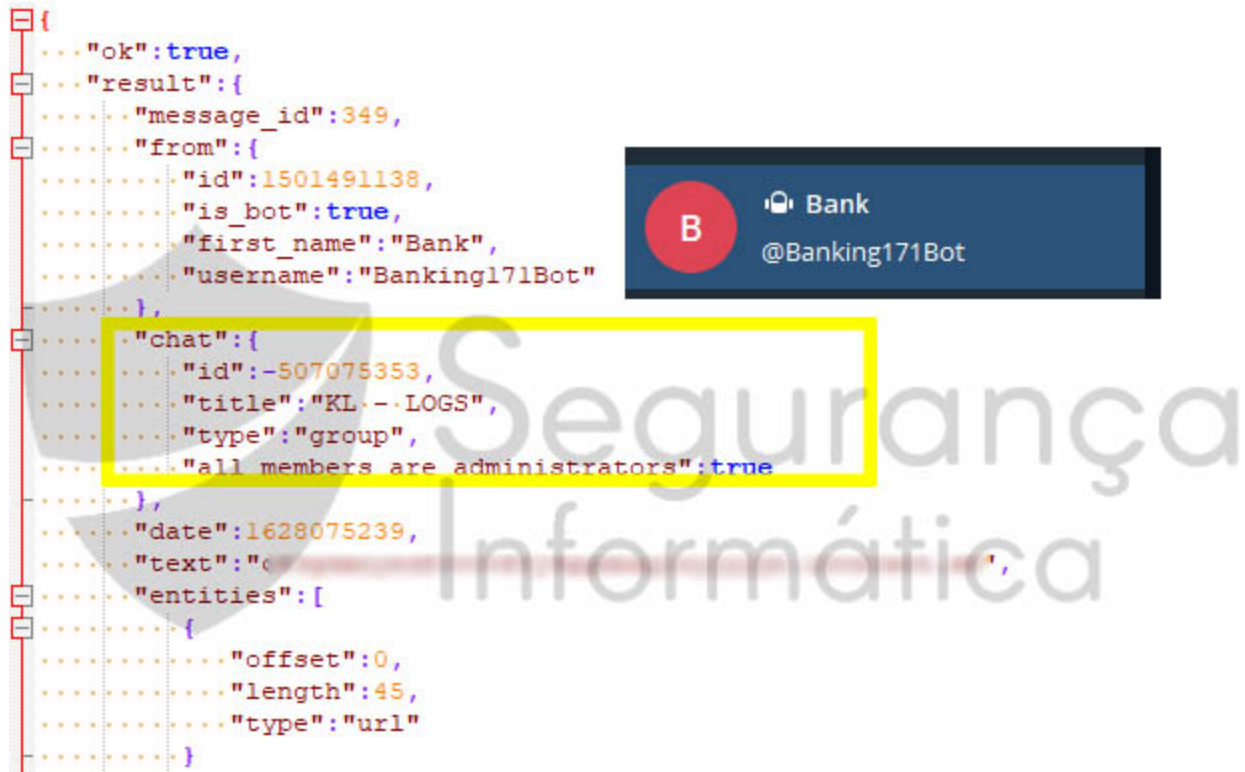 {
"ok":true,
"result":{
"message_id":349,
"from":{
"id":1501491138,
"is_bot":true,
"first_name":"Bank",
"username":"Banking171Bot"
},
"chat":{
"id":-507075353,
"title":"KL - LOGS",
"type":"group",
"all_members_are_administrators":true
},
"date":1628075239,
"text":"",
"entities":[
{
"offset":0,
"length":45,
"type":"url"
}
B
Bank
@Banking171Bot
Segurança
Informática